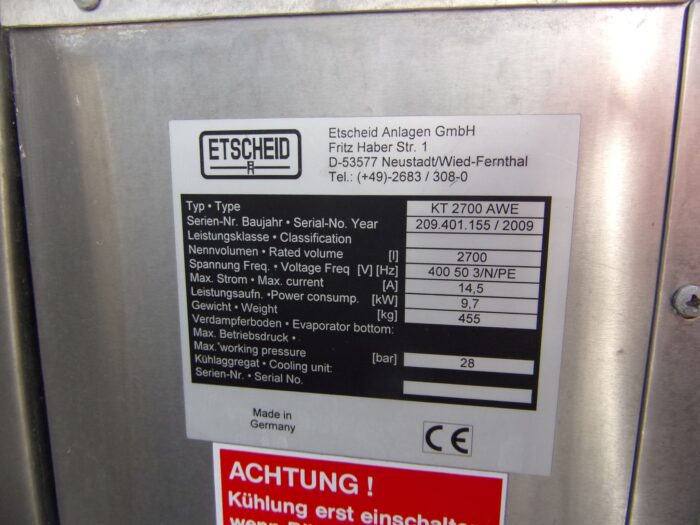 ETSCHEID
Etscheid Anlagen GmbH
Fritz Haber Str. 1
D-53577 Neustadt/Wied-Fernthal
Tel.: (+49)-2683 / 308-0
Typ • Type KT 2700 AWE
Serien-Nr. Baujahr • Serial-No. Year 209.401.155 / 2009
Leistungsklasse • Classification
Nennvolumen • Rated volume [l] 2700
Spannung Freq. • Voltage Freq [V] [Hz] 400 50 3/N/PE
Max. Strom • Max. current [A] 14,5
Leistungsaufn. •Power consump. [kW] 9,7
Gewicht • Weight [kg] 455
Verdampferboden • Evaporator bottom:
Max. Betriebsdruck •
Max. working pressure [bar] 28
Kühlaggregat • Cooling unit:
Serien-Nr. • Serial No.
Made in
Germany
CE
ACHTUNG !
Kühlung erst einschalte
wenn